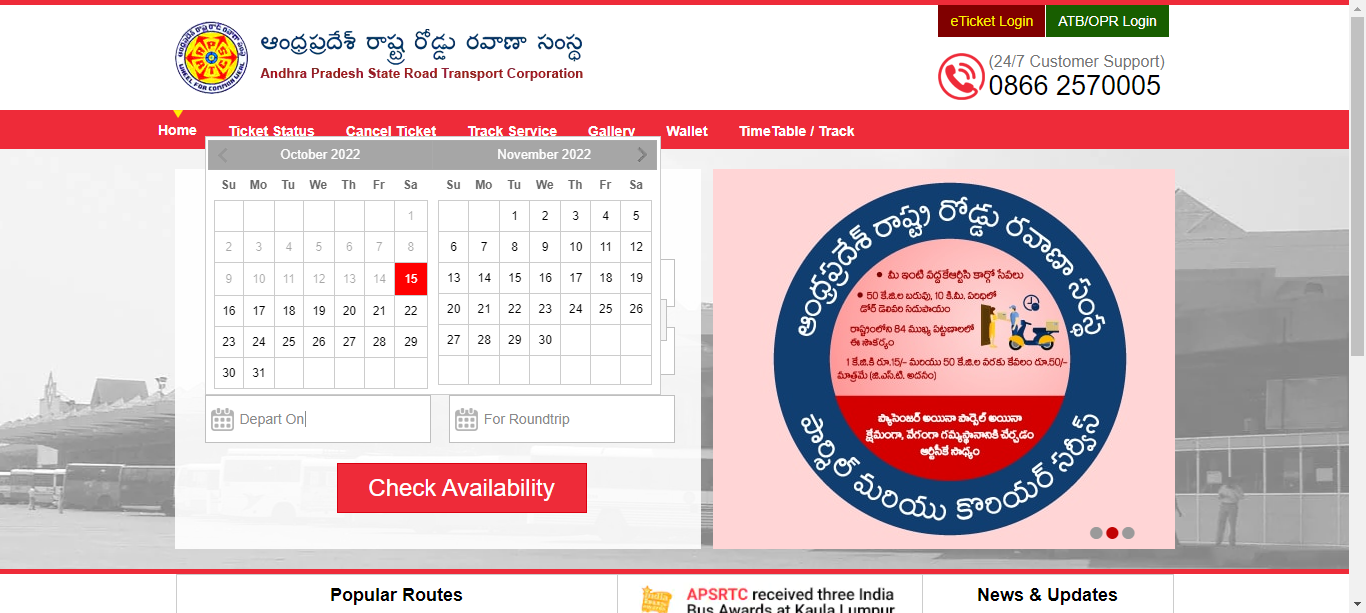 eTicket Login
ATB/OPR Login
ఆంధ్రప్రదేశ్ రాష్ట్ర రోడ్డు రవాణా సంస్థ
Andhra Pradesh State Road Transport Corporation
(24/7 Customer Support)
0866 2570005
Home Ticket Status Cancel Ticket Track Service Gallery Wallet TimeTable / Track
October 2022
Su Mo Tu We Th Fr Sa
1
2 3 4 5 6 7 8
9 10 11 12 13 14 15
16 17 18 19 20 21 22
23 24 25 26 27 28 29
30 31
November 2022
Su Mo Tu We Th Fr Sa
1 2 3 4 5
6 7 8 9 10 11 12
13 14 15 16 17 18 19
20 21 22 23 24 25 26
27 28 29 30
Depart On
For Roundtrip
Check Availability
ఆంధ్రప్రదేశ్ రాష్ట్ర రోడ్డు రవాణా సంస్థ
• మీ ఇంటి వద్దకేఆర్టిసి కార్గో సేవలు
• 50 కే.జి.ల బరువు, 10 కి.మీ. పరిధిలో
డోర్ డెలివరి సదుపాయం
రాష్ట్రంలోని 84 ముఖ్య పట్టణాలలో
ఈ సౌకర్యం
1 కే.జి.కి రూ.15/- మరియు 50 కే.జి.ల వరకు కేవలం రూ.50/-
మాత్రమే (జి.ఎస్.టి. అదనం)
ప్యాసెంజర్ అయినా పార్శెల్ అయినా
క్షేమంగా, వేగంగా గమ్యస్థానానికి చేర్చడం
ఆర్టీసీకే సాధ్యం
పార్శిల్ మరియు కొరియర్ సర్వీస్
Popular Routes
APSRTC received three India
Bus Awards at Kaula Lumpur
News & Updates